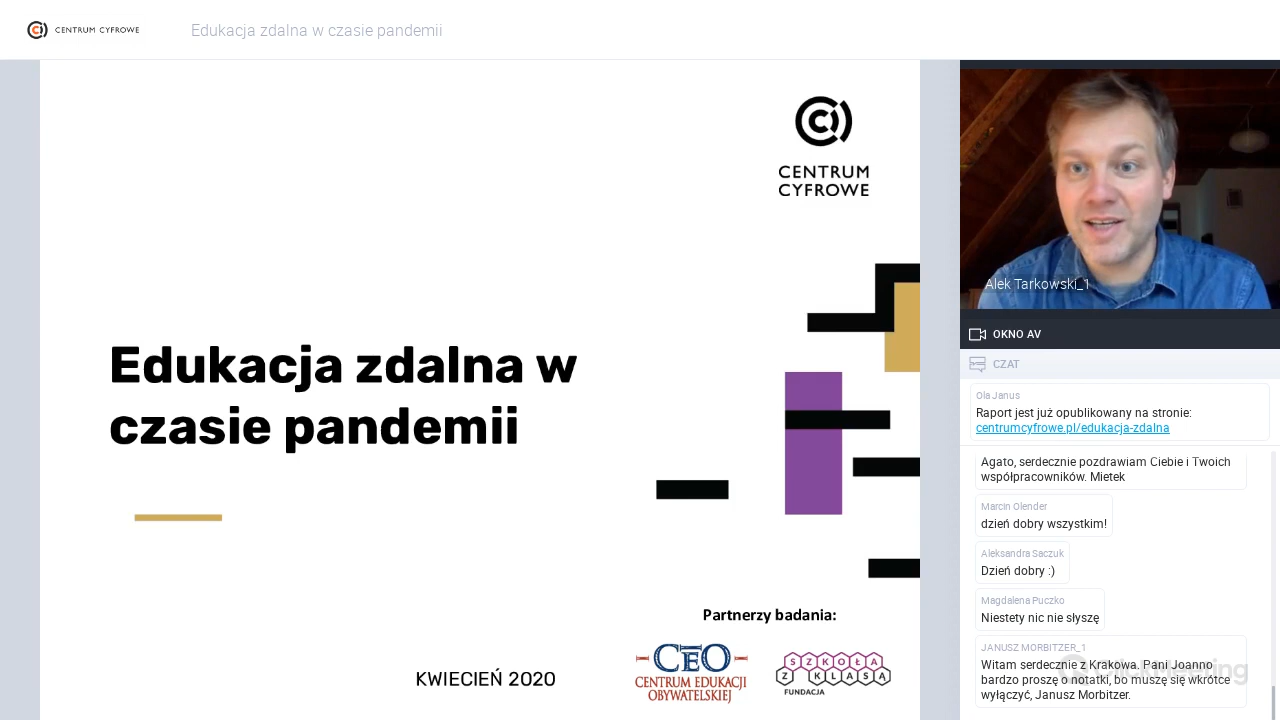 CENTRUM CYFROWE
Edukacja zdalna w czasie pandemii
CENTRUM
CYFROWE
Edukacja zdalna w
czasie pandemii
Partnerzy badania:
KWIECIEŃ 2020
CEO
CENTRUM EDUKACJI
OBYWATELSKIEJ
SZKOŁA
Z KLASĄ
FUNDACJA
Alek Tarkowski_1
OKNO AV
CZAT
Ola Janus
Raport jest już opublikowany na stronie:
centrumcyfrowe.pl/edukacja-zdalna
Agato, serdecznie pozdrawiam Ciebie i Twoich
współpracowników. Mietek
Marcin Olender
dzień dobry wszystkim!
Aleksandra Saczuk
Dzień dobry :)
Magdalena Puczko
Niestety nic nie słyszę
JANUSZ MORBITZER_1
Witam serdecznie z Krakowa. Pani Joanno
bardzo proszę o notatki, bo muszę się wkrótce
wyłączyć, Janusz Morbitzer.